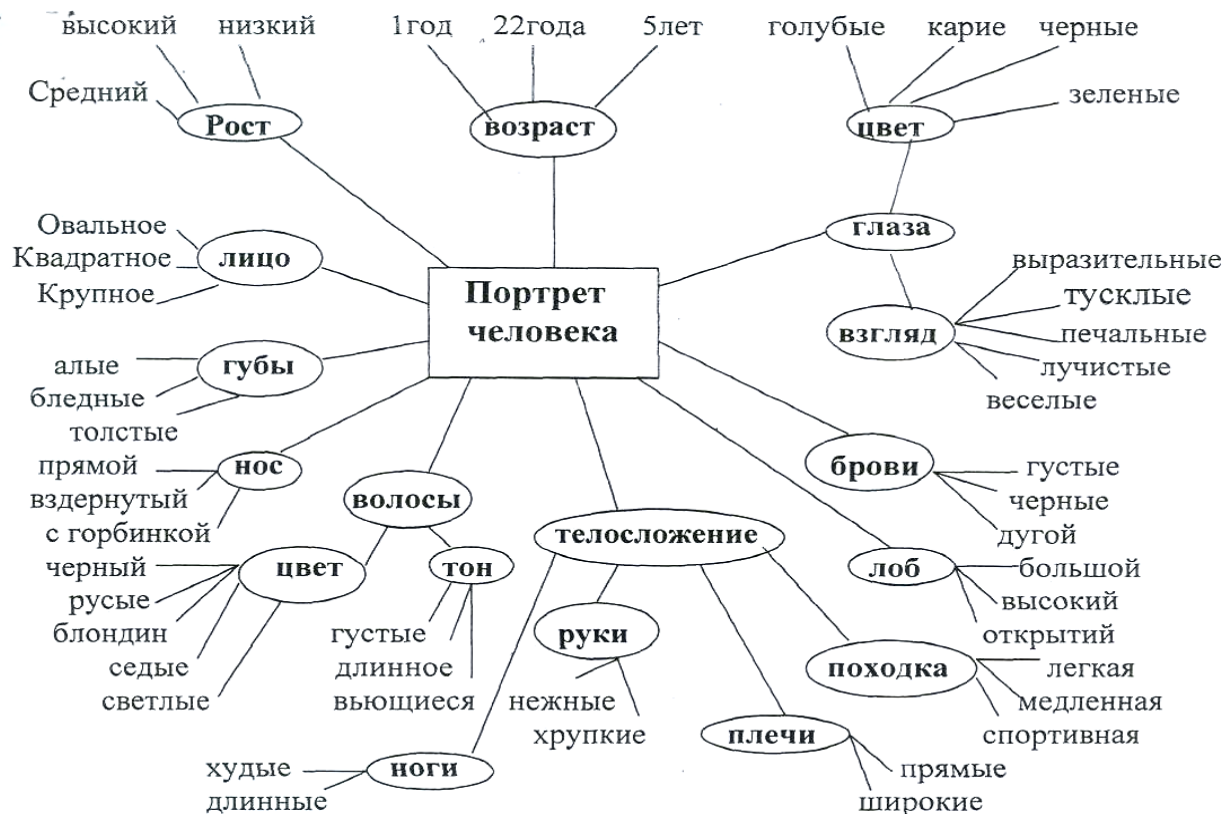 высокий низкий 1год 22года 5лет голубые карие черные
Средний зеленые
Рост возраст цвет
Овальное глаза
Квадратное лицо выразительные
Крупное Портрет тусклые
человека взгляд печальные
алые губы лучистые
бледные веселые
толстые
прямой нос брови густые
вздернутый волосы черные
с горбинкой телосложение дугой
черный цвет тон лоб большой
русые высокий
блондин густые руки открытий
седые длинное походка легкая
светлые вьющиеся нежные медленная
хрупкие плечи спортивная
худые ноги прямые
длинные широкие